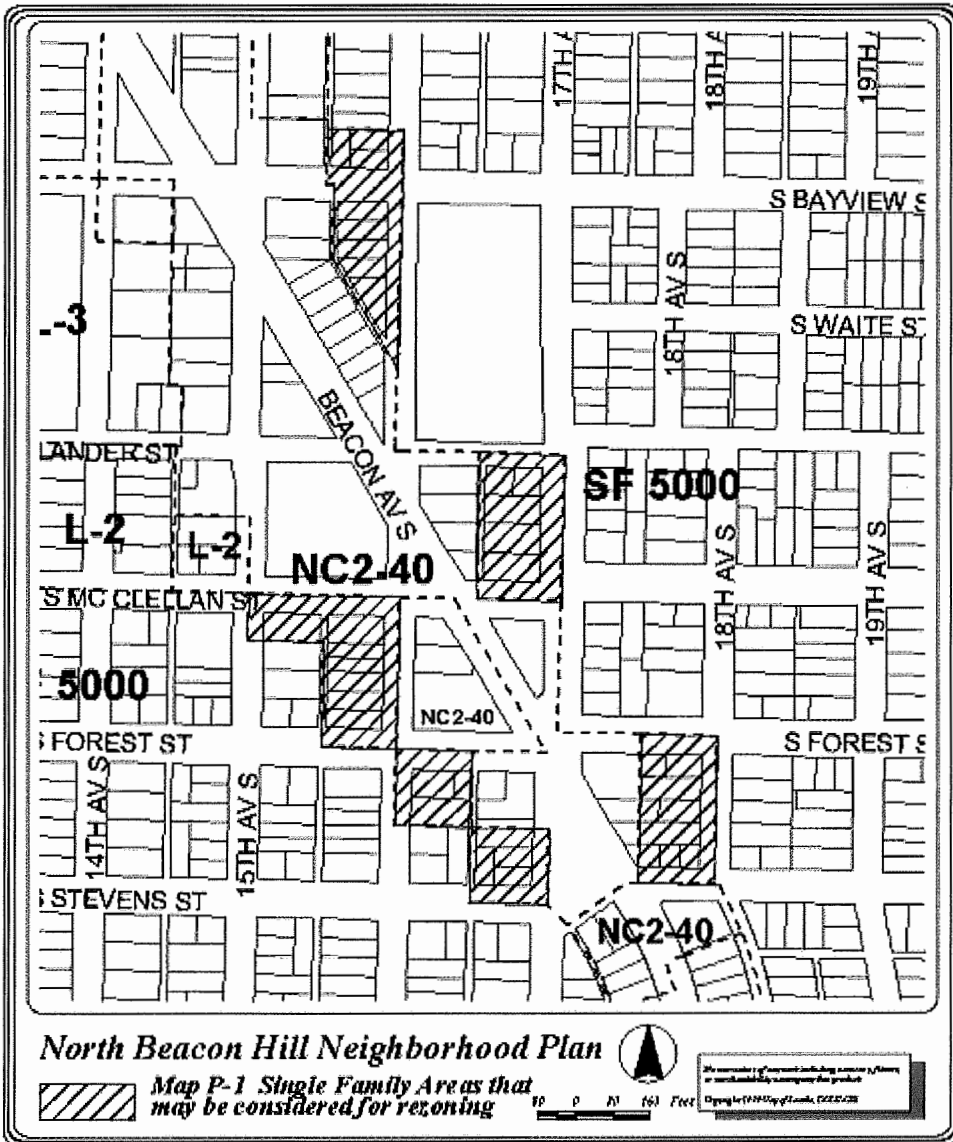 17TH A
18TH A
19TH A
S BAYVIEW S
18TH AV S
S WAITE ST
-3
BEACON AV S
LANDER ST
SF 5000
L-2
L-2
NC2-40
18TH AV S
19TH AV S
S MC CLELLAN ST
5000
NC2-40
S FOREST ST
S FOREST S
14TH AV S
15TH AV S
S STEVENS ST
NC2-40
North Beacon Hill Neighborhood Plan
Map P-1 Single Family Areas that
may be considered for rezoning
0
Feet